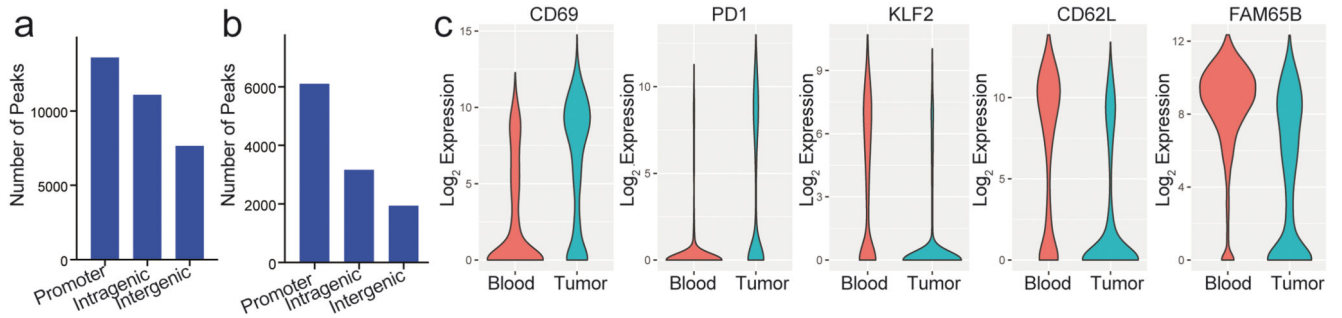 a
Number of Peaks
10000
5000
0
Promoter
Intragenic
Intergenic
b
Number of Peaks
6000
4000
2000
0
Promoter
Intragenic
Intergenic
c
CD69
Log2 Expression
15
10
5
0
Blood Tumor
PD1
Log2 Expression
10
5
0
Blood Tumor
KLF2
Log2 Expression
9
6
3
0
Blood Tumor
CD62L
Log2 Expression
10
5
0
Blood Tumor
FAM65B
Log2 Expression
12
8
4
0
Blood Tumor